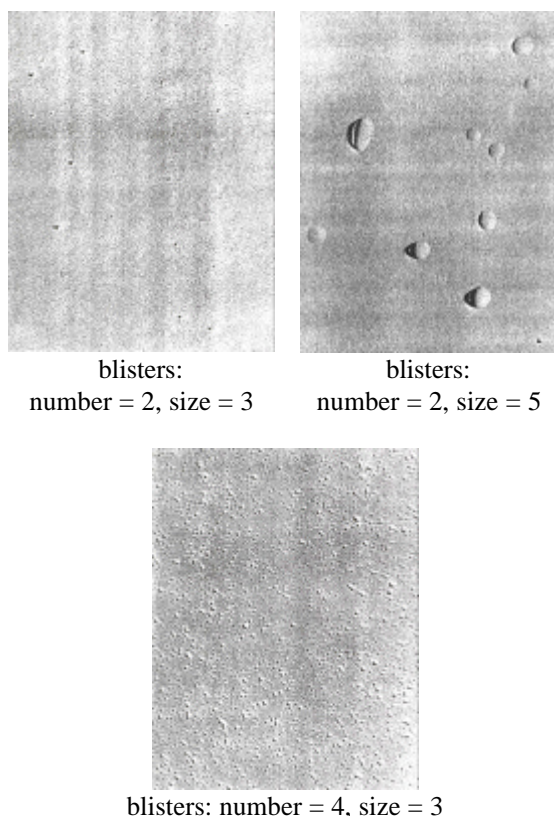 blisters:
number = 2, size = 3
blisters:
number = 2, size = 5
blisters: number = 4, size = 3